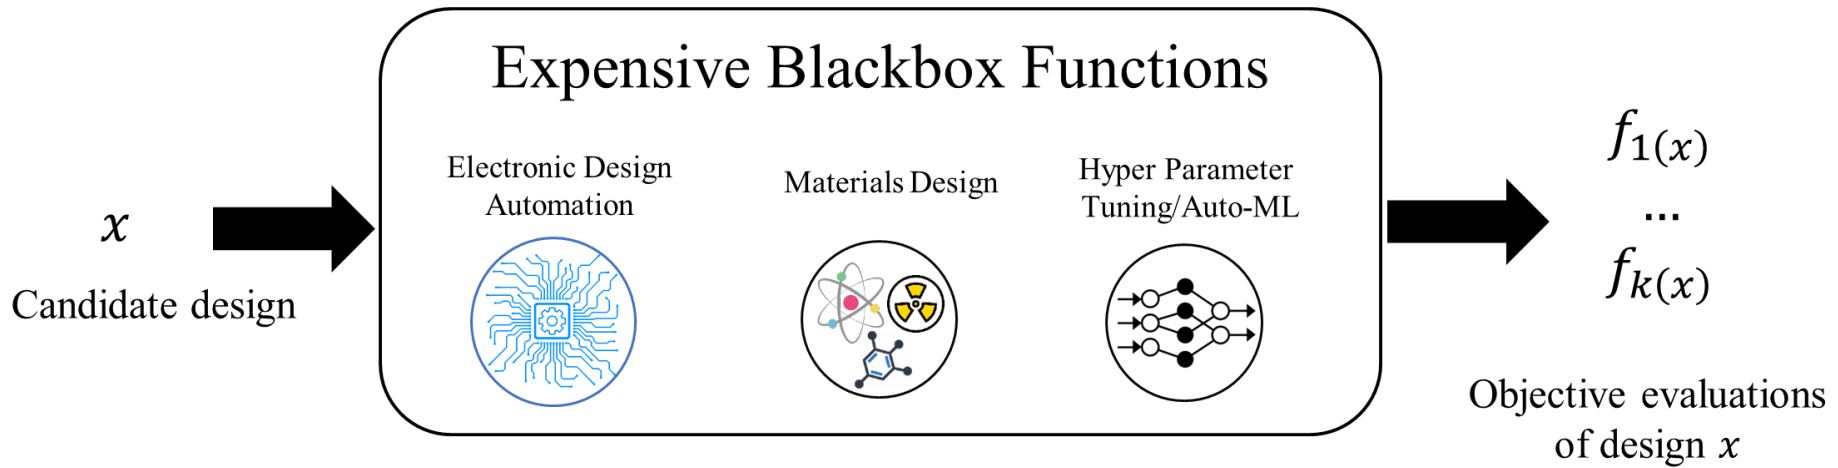 Expensive Blackbox Functions
Electronic Design
Automation
Materials Design
Hyper Parameter
Tuning/Auto-ML
x
Candidate design
f1(x)
...
fk(x)
Objective evaluations
of design x